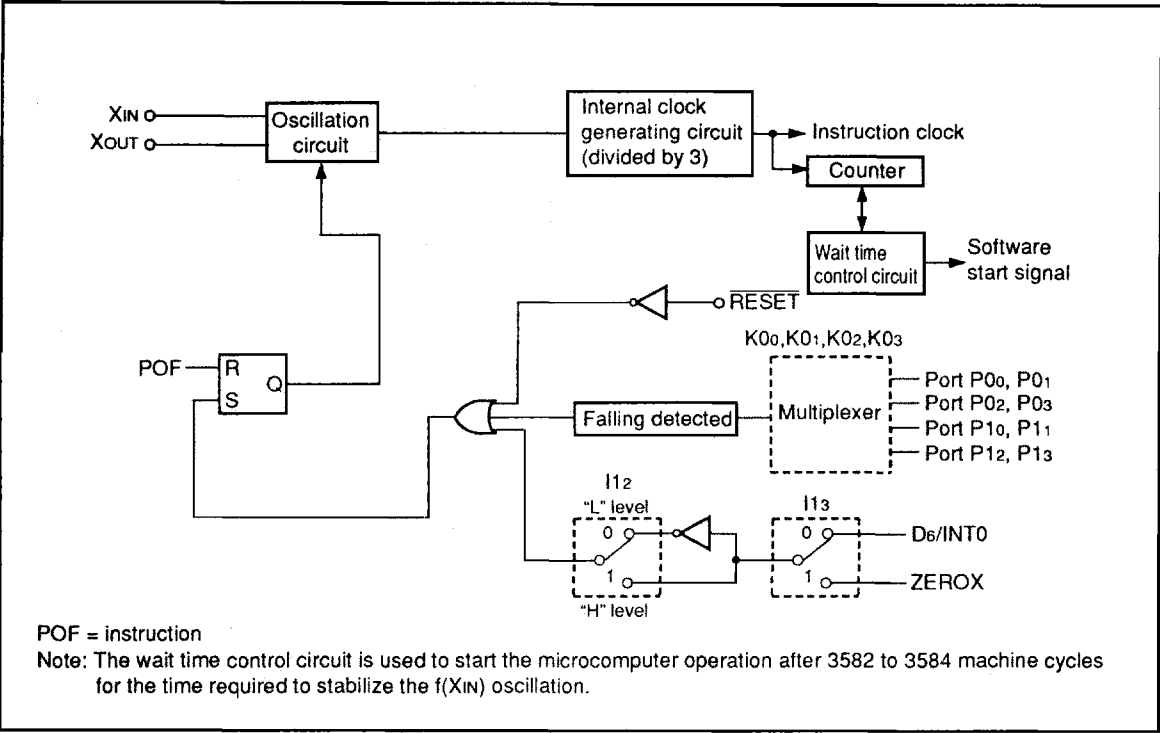 XIN
XOUT
Oscillation
circuit
Internal clock
generating circuit
(divided by 3)
Instruction clock
Counter
Wait time
control circuit
Software
start signal
RESET
K00,K01,K02,K03
POF
R
S
Q
Falling detected
Multiplexer
Port P00, P01
Port P02, P03
Port P10, P11
Port P12, P13
I12
"L" level
0
1
"H" level
I13
0
1
D6/INT0
ZEROX
POF = instruction
Note: The wait time control circuit is used to start the microcomputer operation after 3582 to 3584 machine cycles
for the time required to stabilize the f(XIN) oscillation.